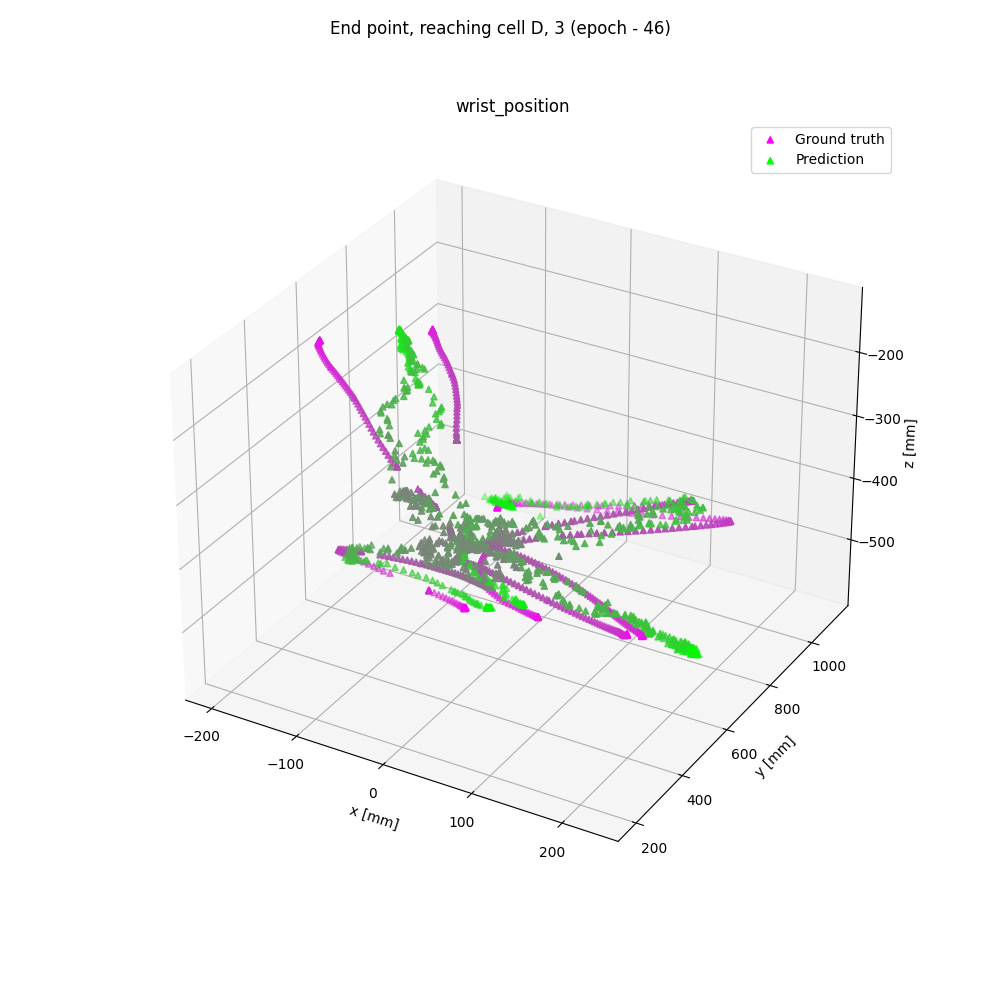 End point, reaching cell D, 3 (epoch - 46)
wrist_position
Ground truth
Prediction
−200
−300
−400
−500
z [mm]
1000
800
600
400
200
y [mm]
−200
−100
0
100
200
x [mm]